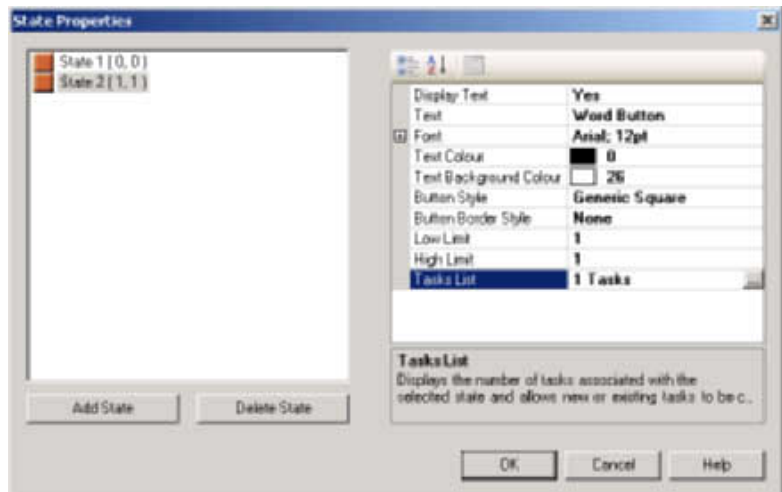 State Properties
State 1 ( 0, 0 )
State 2 ( 1, 1 )
Display Text Yes
Text Word Button
Font Arial; 12pt
Text Colour 0
Text Background Colour 26
Button Style Generic Square
Button Border Style None
Low Limit 1
High Limit 1
Tasks List 1 Tasks ...
Tasks List
Displays the number of tasks associated with the
selected state and allows new or existing tasks to be c...
Add State Delete State
OK Cancel Help